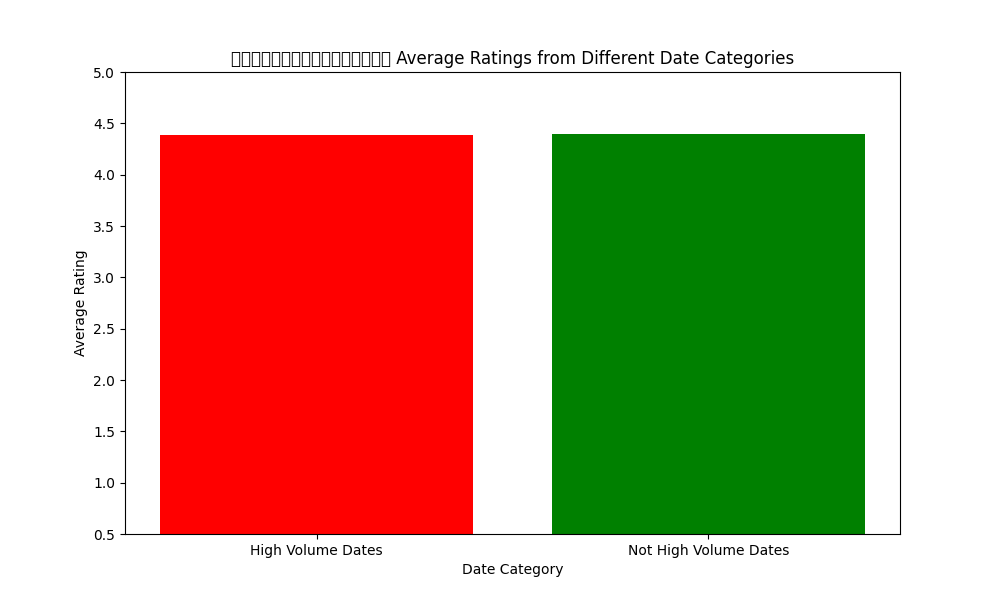 Average Ratings from Different Date Categories
5.0
4.5
4.0
3.5
3.0
2.5
2.0
1.5
1.0
0.5
Average Rating
High Volume Dates
Not High Volume Dates
Date Category